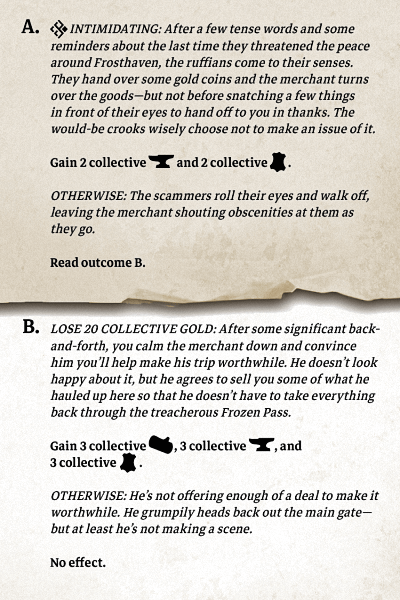 A. INTIMIDATING: After a few tense words and some
reminders about the last time they threatened the peace
around Frosthaven, the ruffians come to their senses.
They hand over some gold coins and the merchant turns
over the goods—but not before snatching a few things
in front of their eyes to hand off to you in thanks. The
would-be crooks wisely choose not to make an issue of it.
Gain 2 collective and 2 collective .
OTHERWISE: The scammers roll their eyes and walk off,
leaving the merchant shouting obscenities at them as
they go.
Read outcome B.
B. LOSE 20 COLLECTIVE GOLD: After some significant back-
and-forth, you calm the merchant down and convince
him you'll help make his trip worthwhile. He doesn't look
happy about it, but he agrees to sell you some of what he
hauled up here so that he doesn't have to take everything
back through the treacherous Frozen Pass.
Gain 3 collective , 3 collective , and
3 collective .
OTHERWISE: He's not offering enough of a deal to make it
worthwhile. He grumpily heads back out the main gate—
but at least he's not making a scene.
No effect.